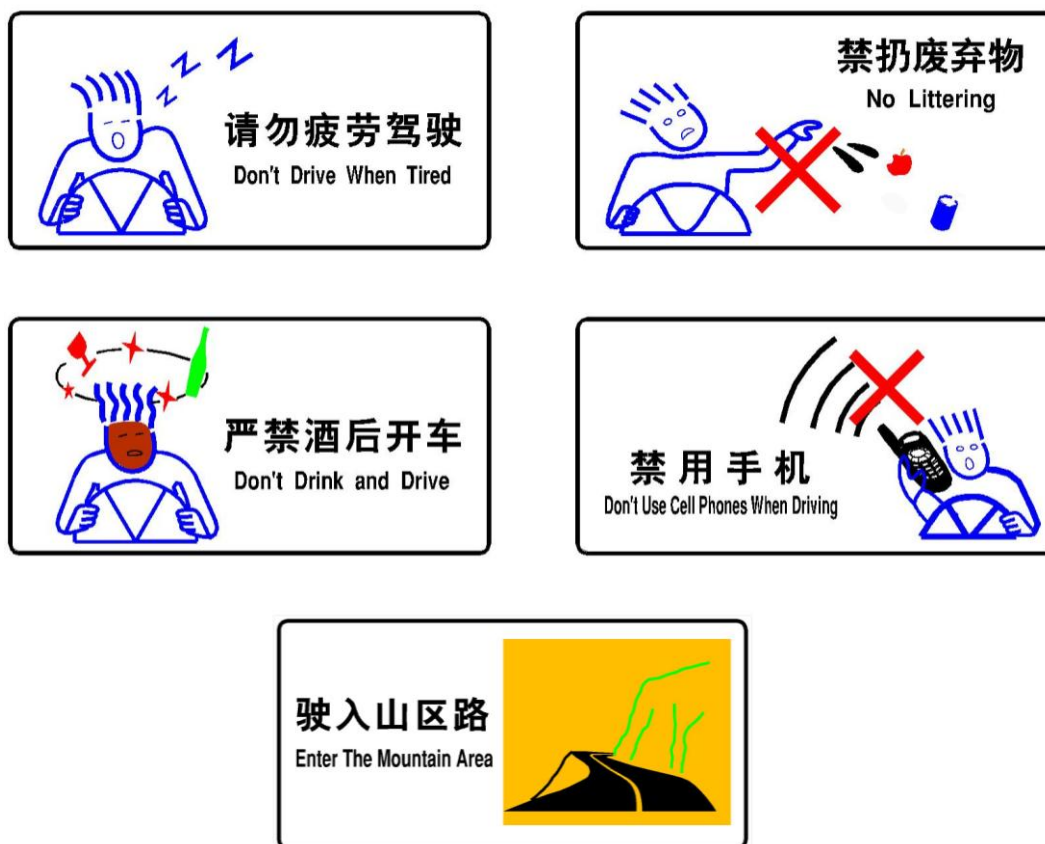 请勿疲劳驾驶
Don't Drive When Tired
禁扔废弃物
No Littering
严禁酒后开车
Don't Drink and Drive
禁用手机
Don't Use Cell Phones When Driving
驶入山区路
Enter The Mountain Area